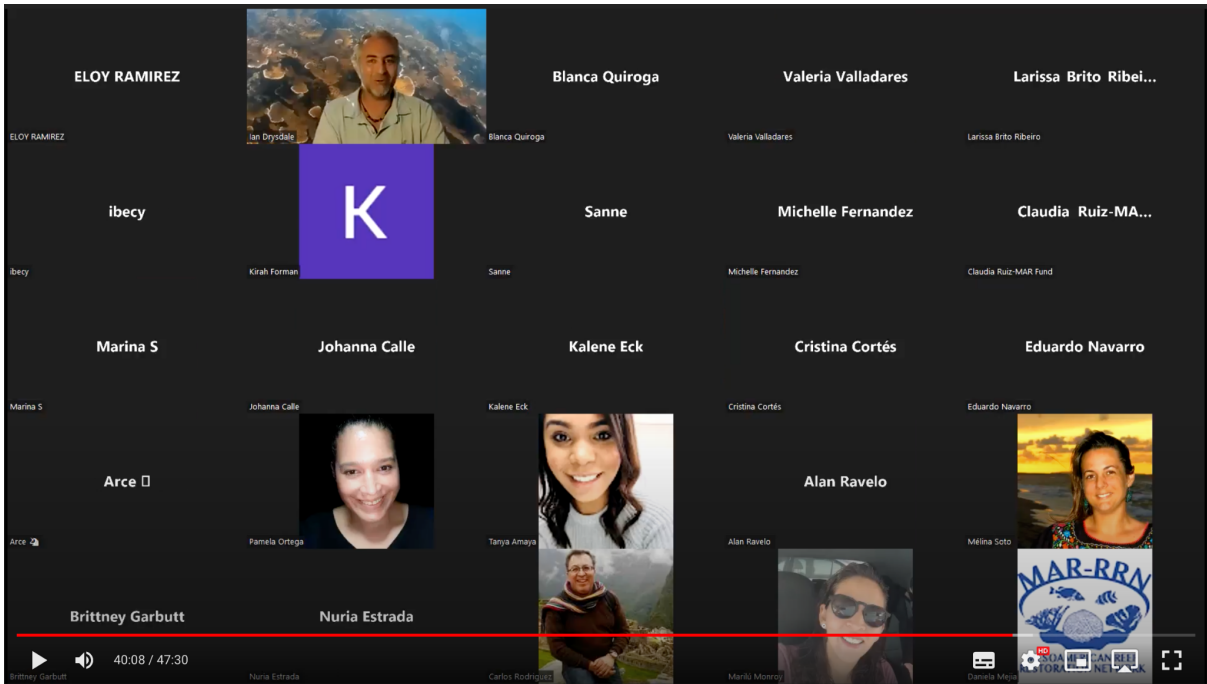 ELOY RAMIREZ
Blanca Quiroga
Valeria Valladares
Larissa Brito Ribei...
ELOY RAMIREZ
Ian Drysdale
Blanca Quiroga
Valeria Valladares
Larissa Brito Ribeiro
ibecy
K
Sanne
Michelle Fernandez
Claudia Ruiz-MA...
ibecy
Kirah Forman
Sanne
Michelle Fernandez
Claudia Ruiz-MAR Fund
Marina S
Johanna Calle
Kalene Eck
Cristina Cortés
Eduardo Navarro
Marina S
Johanna Calle
Kalene Eck
Cristina Cortés
Eduardo Navarro
Arce
Alan Ravelo
Arce
Pamela Ortega
Tanya Amaya
Alan Ravelo
Mélina Soto
Brittney Garbutt
Nuria Estrada
MAR-RRN
40:08 / 47:30
HD
Brittney Garbutt
Nuria Estrada
Carlos Rodriguez
Marilú Monroy
Daniela Mejia